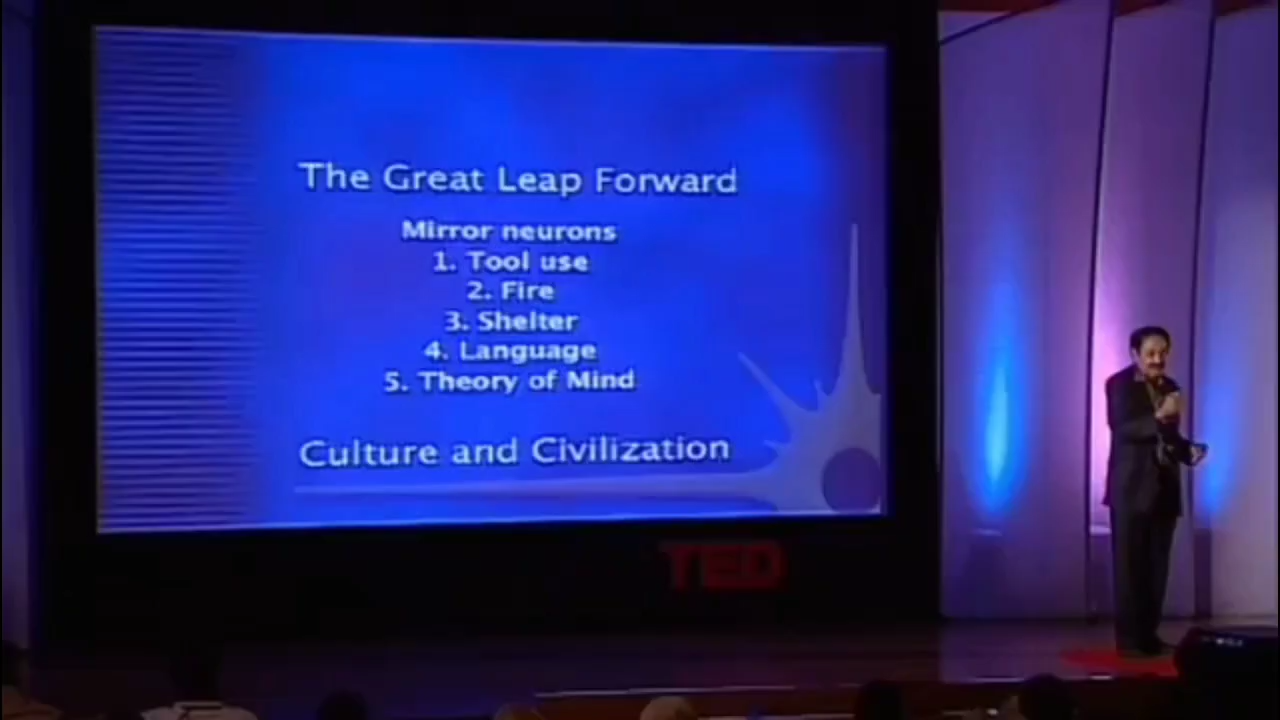 The Great Leap Forward
Mirror neurons
1. Tool use
2. Fire
3. Shelter
4. Language
5. Theory of Mind
Culture and Civilization
TED